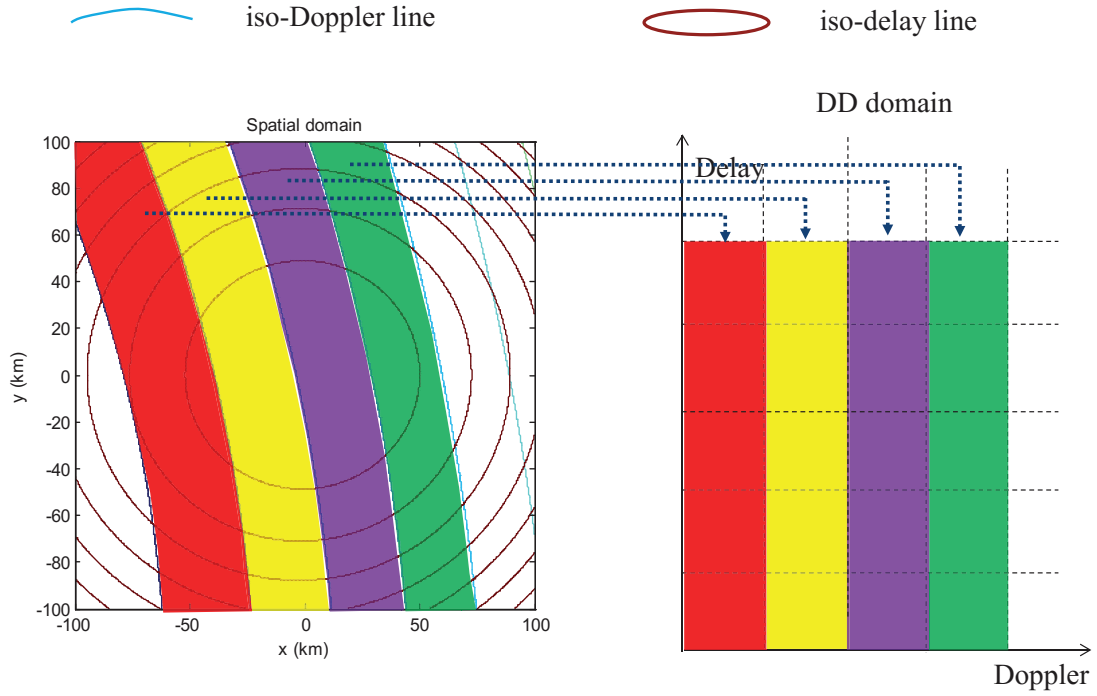 iso-Doppler line
iso-delay line
DD domain
Spatial domain
Delay
100
80
60
40
20
0
-20
-40
-60
-80
-100
y (km)
-100
-50
0
50
100
x (km)
Doppler